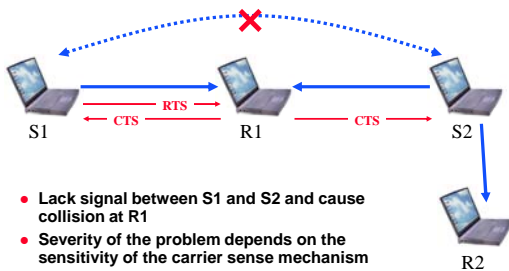 RTS
CTS
CTS
S1
R1
S2
• Lack signal between S1 and S2 and cause
collision at R1
• Severity of the problem depends on the
sensitivity of the carrier sense mechanism
R2